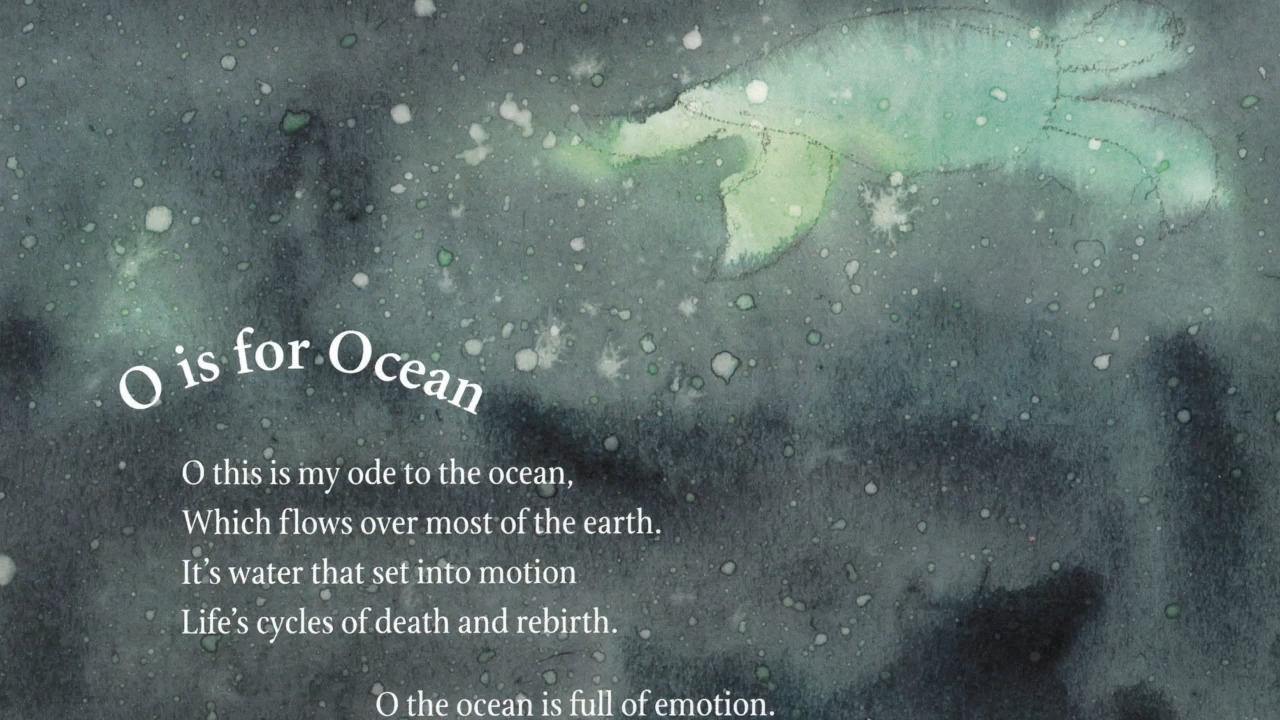 O is for Ocean
O this is my ode to the ocean,
Which flows over most of the earth.
It’s water that set into motion
Life’s cycles of death and rebirth.
O the ocean is full of emotion.